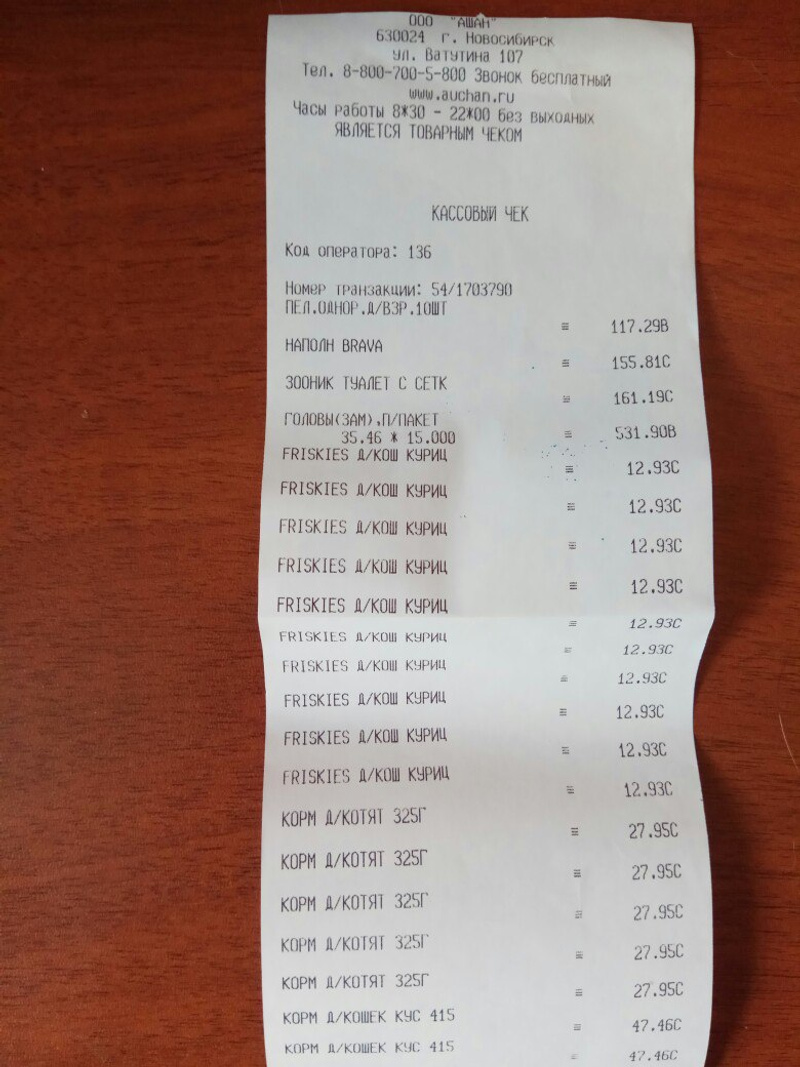 ООО "АШАН"
630024 г. Новосибирск
ул. Ватутина 107
Тел. 8-800-700-5-800 Звонок бесплатный
www.auchan.ru
Часы работы 8*30 - 22*00 без выходных
ЯВЛЯЕТСЯ ТОВАРНЫМ ЧЕКОМ
КАССОВЫЙ ЧЕК
Код оператора: 136
Номер транзакции: 54/1703790
ПЕЛ.ОДНОР.Д/ВЗР.10ШТ
≡ 117.29В
НАПОЛН BRAVA
≡ 155.81С
ЗООНИК ТУАЛЕТ С СЕТК
≡ 161.19С
ГОЛОВЫ(ЗАМ),П/ПАКЕТ
35.46 * 15.000 ≡ 531.90В
FRISKIES Д/КОШ КУРИЦ
≡ 12.93С
FRISKIES Д/КОШ КУРИЦ
≡ 12.93С
FRISKIES Д/КОШ КУРИЦ
≡ 12.93С
FRISKIES Д/КОШ КУРИЦ
≡ 12.93С
FRISKIES Д/КОШ КУРИЦ
≡ 12.93С
FRISKIES Д/КОШ КУРИЦ
≡ 12.93С
FRISKIES Д/КОШ КУРИЦ
≡ 12.93С
FRISKIES Д/КОШ КУРИЦ
≡ 12.93С
FRISKIES Д/КОШ КУРИЦ
≡ 12.93С
FRISKIES Д/КОШ КУРИЦ
≡ 12.93С
КОРМ Д/КОТЯТ 325Г
≡ 27.95С
КОРМ Д/КОТЯТ 325Г
≡ 27.95С
КОРМ Д/КОТЯТ 325Г
≡ 27.95С
КОРМ Д/КОТЯТ 325Г
≡ 27.95С
КОРМ Д/КОТЯТ 325Г
≡ 27.95С
КОРМ Д/КОШЕК КУС 415
≡ 47.46С
КОРМ Д/КОШЕК КУС 415
≡ 47.46С